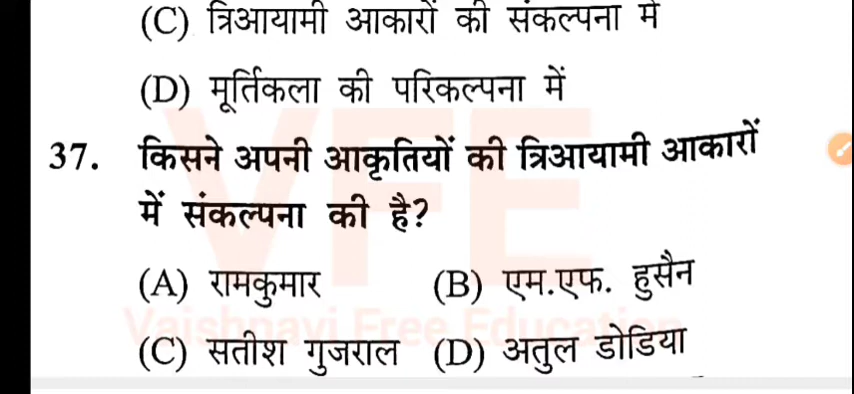 (C) त्रिआयामी आकारों की संकल्पना में
(D) मूर्तिकला की परिकल्पना में
37. किसने अपनी आकृतियों की त्रिआयामी आकारों
में संकल्पना की है?
(A) रामकुमार (B) एम.एफ. हुसैन
VFE
Vaishnavi Free Education
(C) सतीश गुजराल (D) अतुल डोडिया